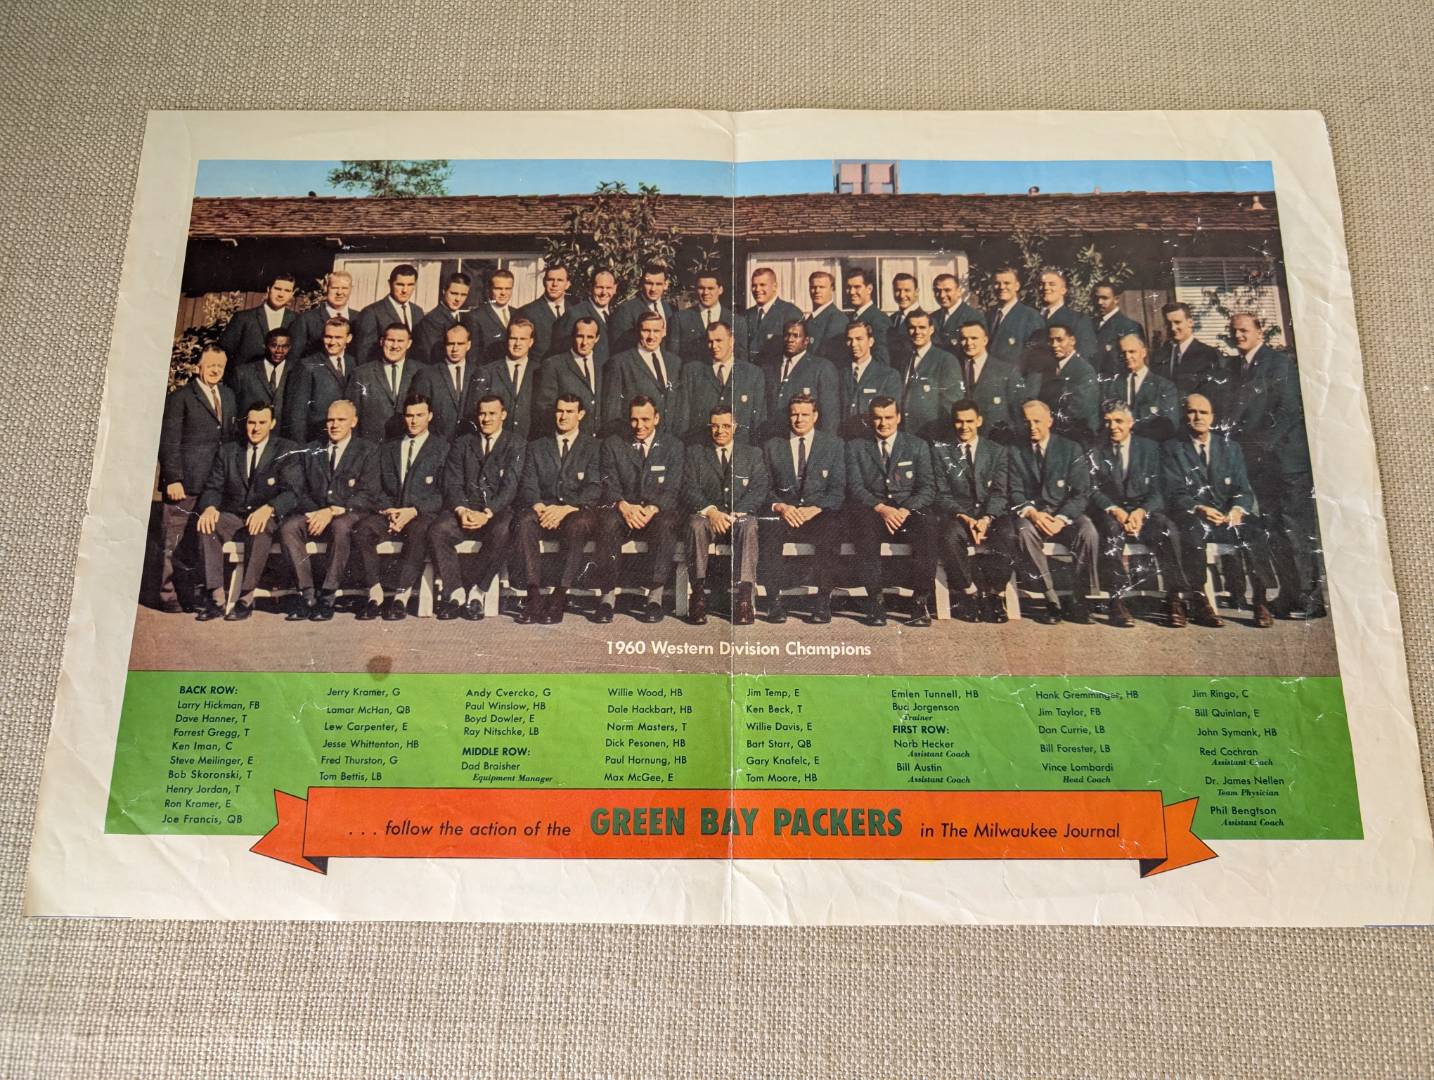 1960 Western Division Champions
BACK ROW:
Larry Hickman, FB
Dave Hanner, T
Forrest Gregg, T
Ken Iman, C
Steve Meilinger, E
Bob Skoronski, T
Henry Jordan, T
Ron Kramer, E
Joe Francis, QB
Jerry Kramer, G
Lamar McHan, QB
Lew Carpenter, E
Jesse Whittenton, HB
Fred Thurston, G
Tom Bettis, LB
Andy Cvercko, G
Paul Winslow, HB
Boyd Dowler, E
Ray Nitschke, LB
MIDDLE ROW:
Dad Braisher
Equipment Manager
Willie Wood, HB
Dale Hackbart, HB
Norm Masters, T
Dick Pesonen, HB
Paul Hornung, HB
Max McGee, E
Jim Temp, E
Ken Beck, T
Willie Davis, E
Bart Starr, QB
Gary Knafelc, E
Tom Moore, HB
Emlen Tunnell, HB
Bud Jorgenson
Trainer
FIRST ROW:
Norb Hecker
Assistant Coach
Bill Austin
Assistant Coach
Hank Gremminger, HB
Jim Taylor, FB
Dan Currie, LB
Bill Forester, LB
Vince Lombardi
Head Coach
Jim Ringo, C
Bill Quinlan, E
John Symank, HB
Red Cochran
Assistant Coach
Dr. James Nellen
Team Physician
Phil Bengtson
Assistant Coach
. . . follow the action of the GREEN BAY PACKERS in The Milwaukee Journal